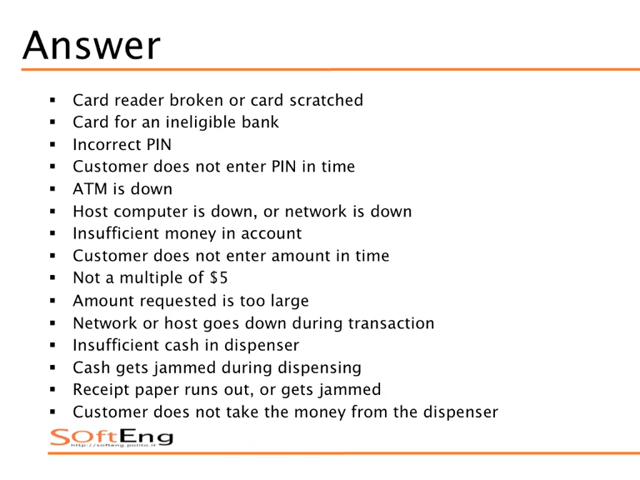 Answer
▪ Card reader broken or card scratched
▪ Card for an ineligible bank
▪ Incorrect PIN
▪ Customer does not enter PIN in time
▪ ATM is down
▪ Host computer is down, or network is down
▪ Insufficient money in account
▪ Customer does not enter amount in time
▪ Not a multiple of $5
▪ Amount requested is too large
▪ Network or host goes down during transaction
▪ Insufficient cash in dispenser
▪ Cash gets jammed during dispensing
▪ Receipt paper runs out, or gets jammed
▪ Customer does not take the money from the dispenser
SOftEng
http://softeng.polito.it